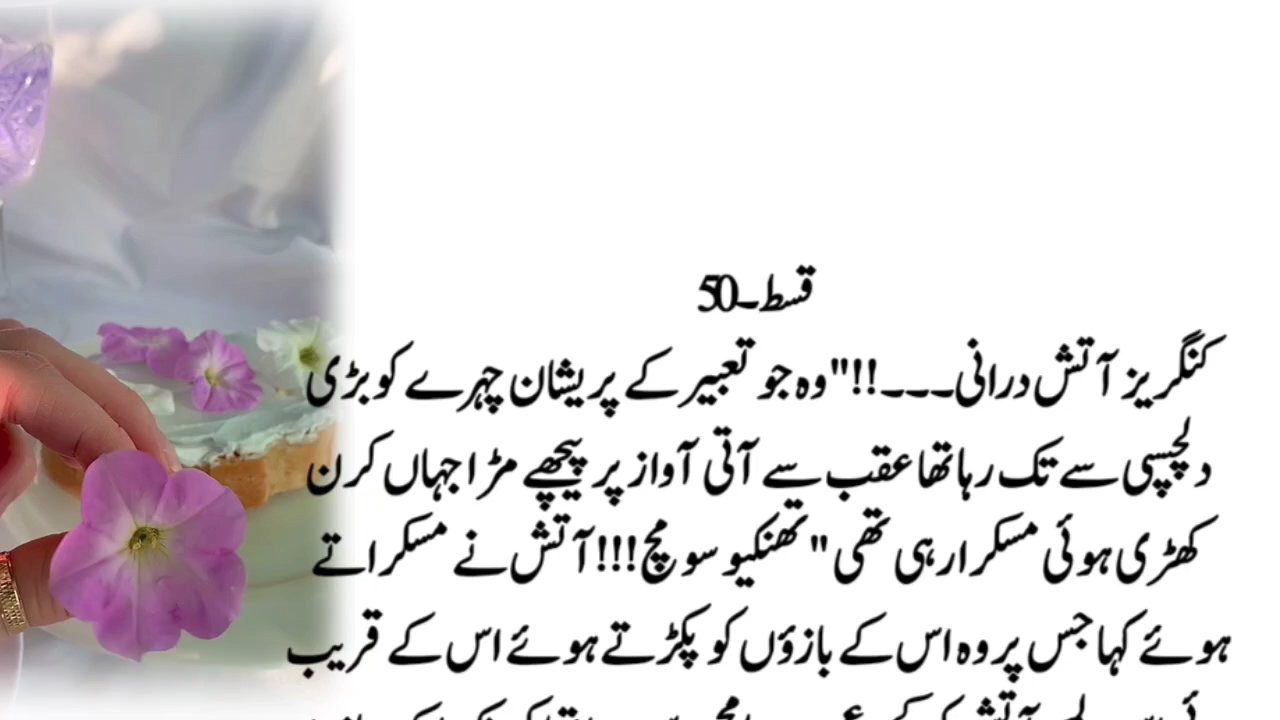 قسط۔50
کنگریز آتش درانی۔۔۔!!"وہ جو تعبیر کے پریشان چہرے کو بڑی
دلچسپی سے تک رہا تھا عقب سے آتی آواز پر پیچھے مڑا جہاں کرن
کھڑی ہوئی مسکرا رہی تھی "تھنکیو سو مچ!!!آتش نے مسکراتے
ہوئے کہا جس پر وہ اس کے بازؤں کو پکڑتے ہوئے اس کے قریب